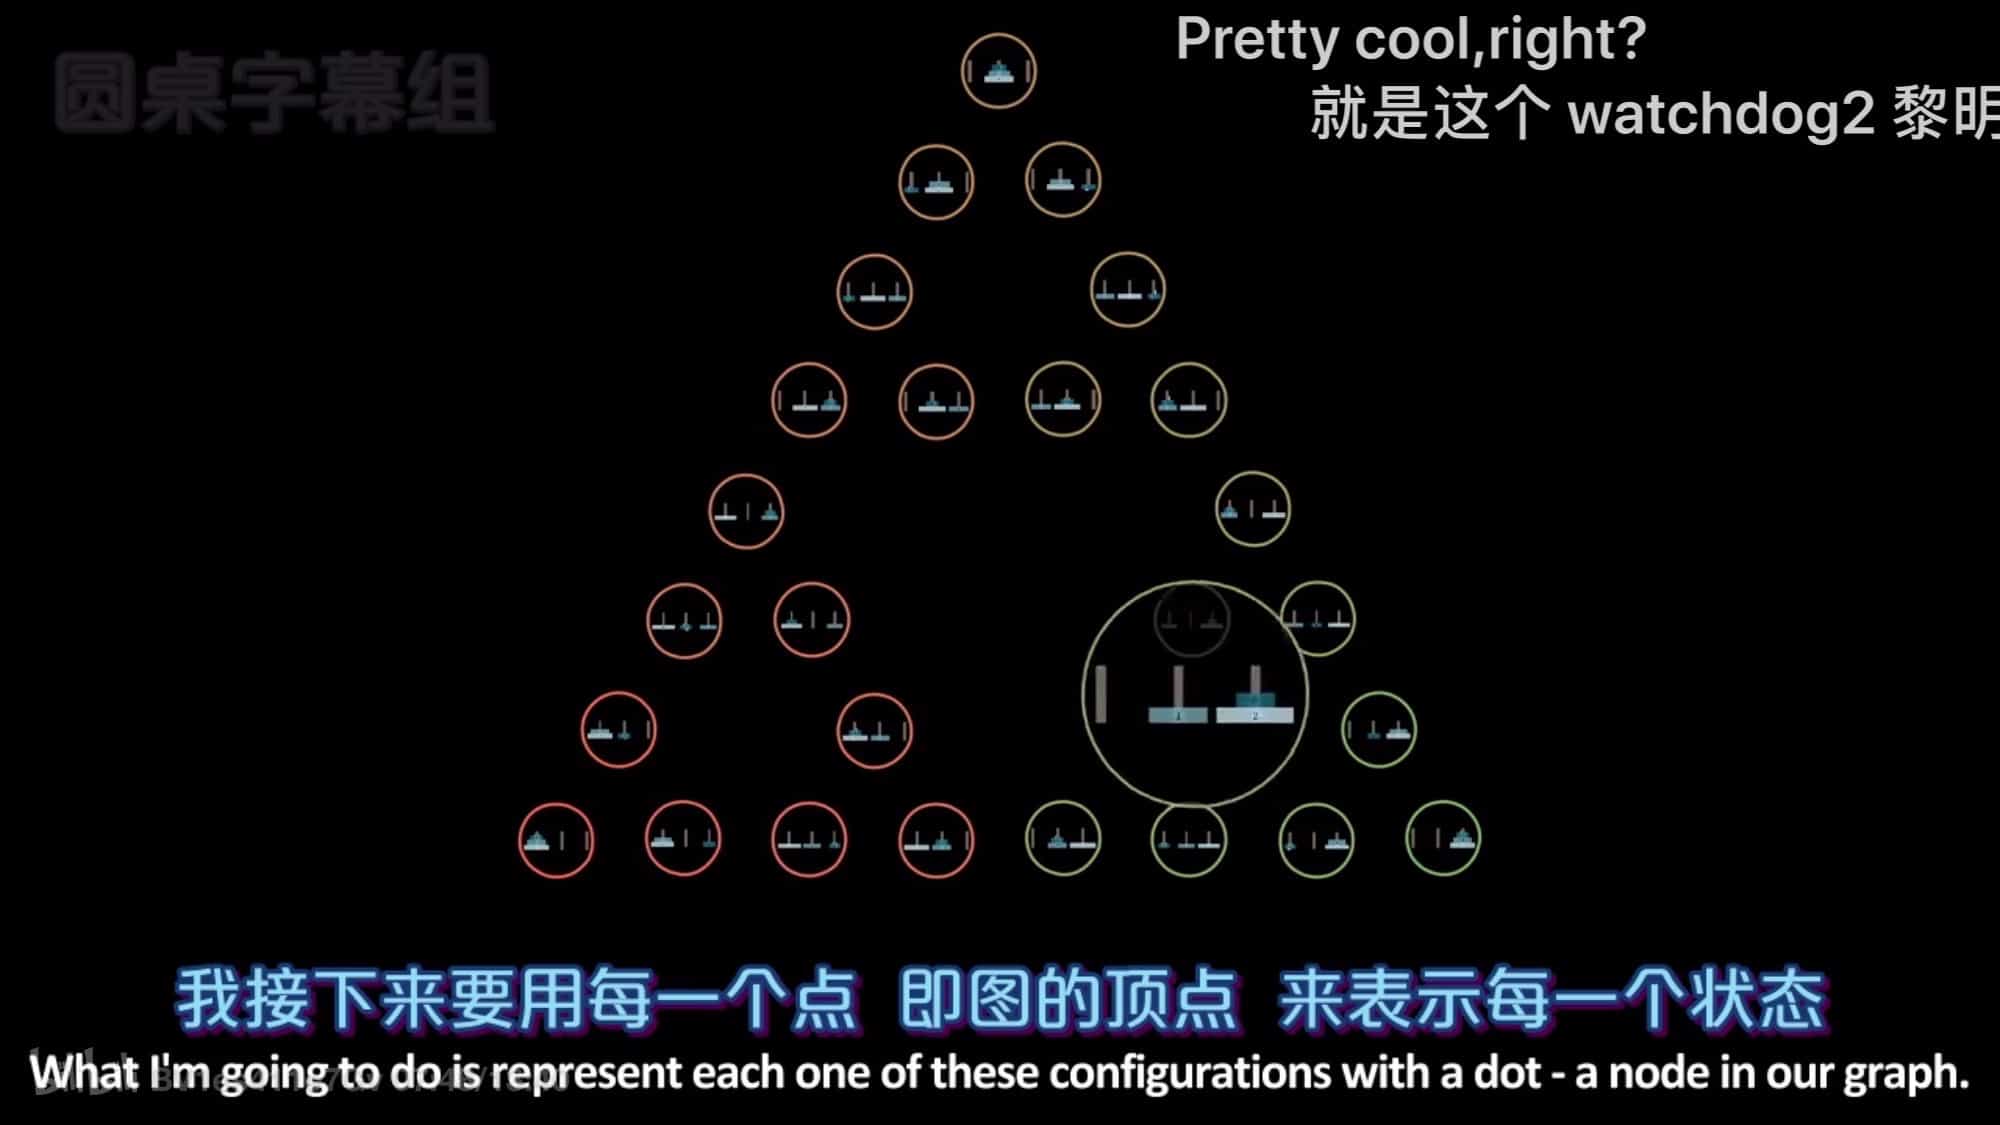 圆桌字幕组
Pretty cool,right?
就是这个 watchdog2 黎明
1
2
我接下来要用每一个点 即图的顶点 来表示每一个状态
What I'm going to do is represent each one of these configurations with a dot - a node in our graph.